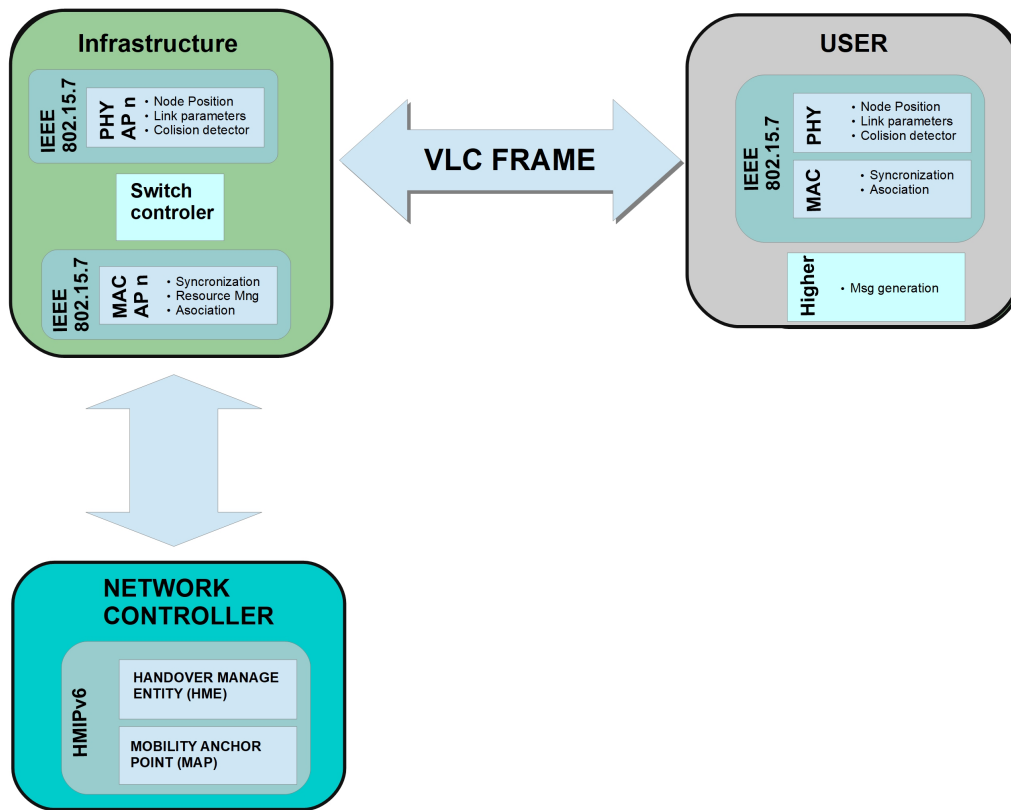 Infrastructure
IEEE
802.15.7
PHY
AP n
• Node Position
• Link parameters
• Colision detector
Switch
controler
IEEE
802.15.7
MAC
AP n
• Syncronization
• Resource Mng
• Asociation
VLC FRAME
USER
IEEE
802.15.7
PHY
• Node Position
• Link parameters
• Colision detector
MAC
• Syncronization
• Asociation
Higher
• Msg generation
NETWORK
CONTROLLER
HMIPv6
HANDOVER MANAGE
ENTITY (HME)
MOBILITY ANCHOR
POINT (MAP)